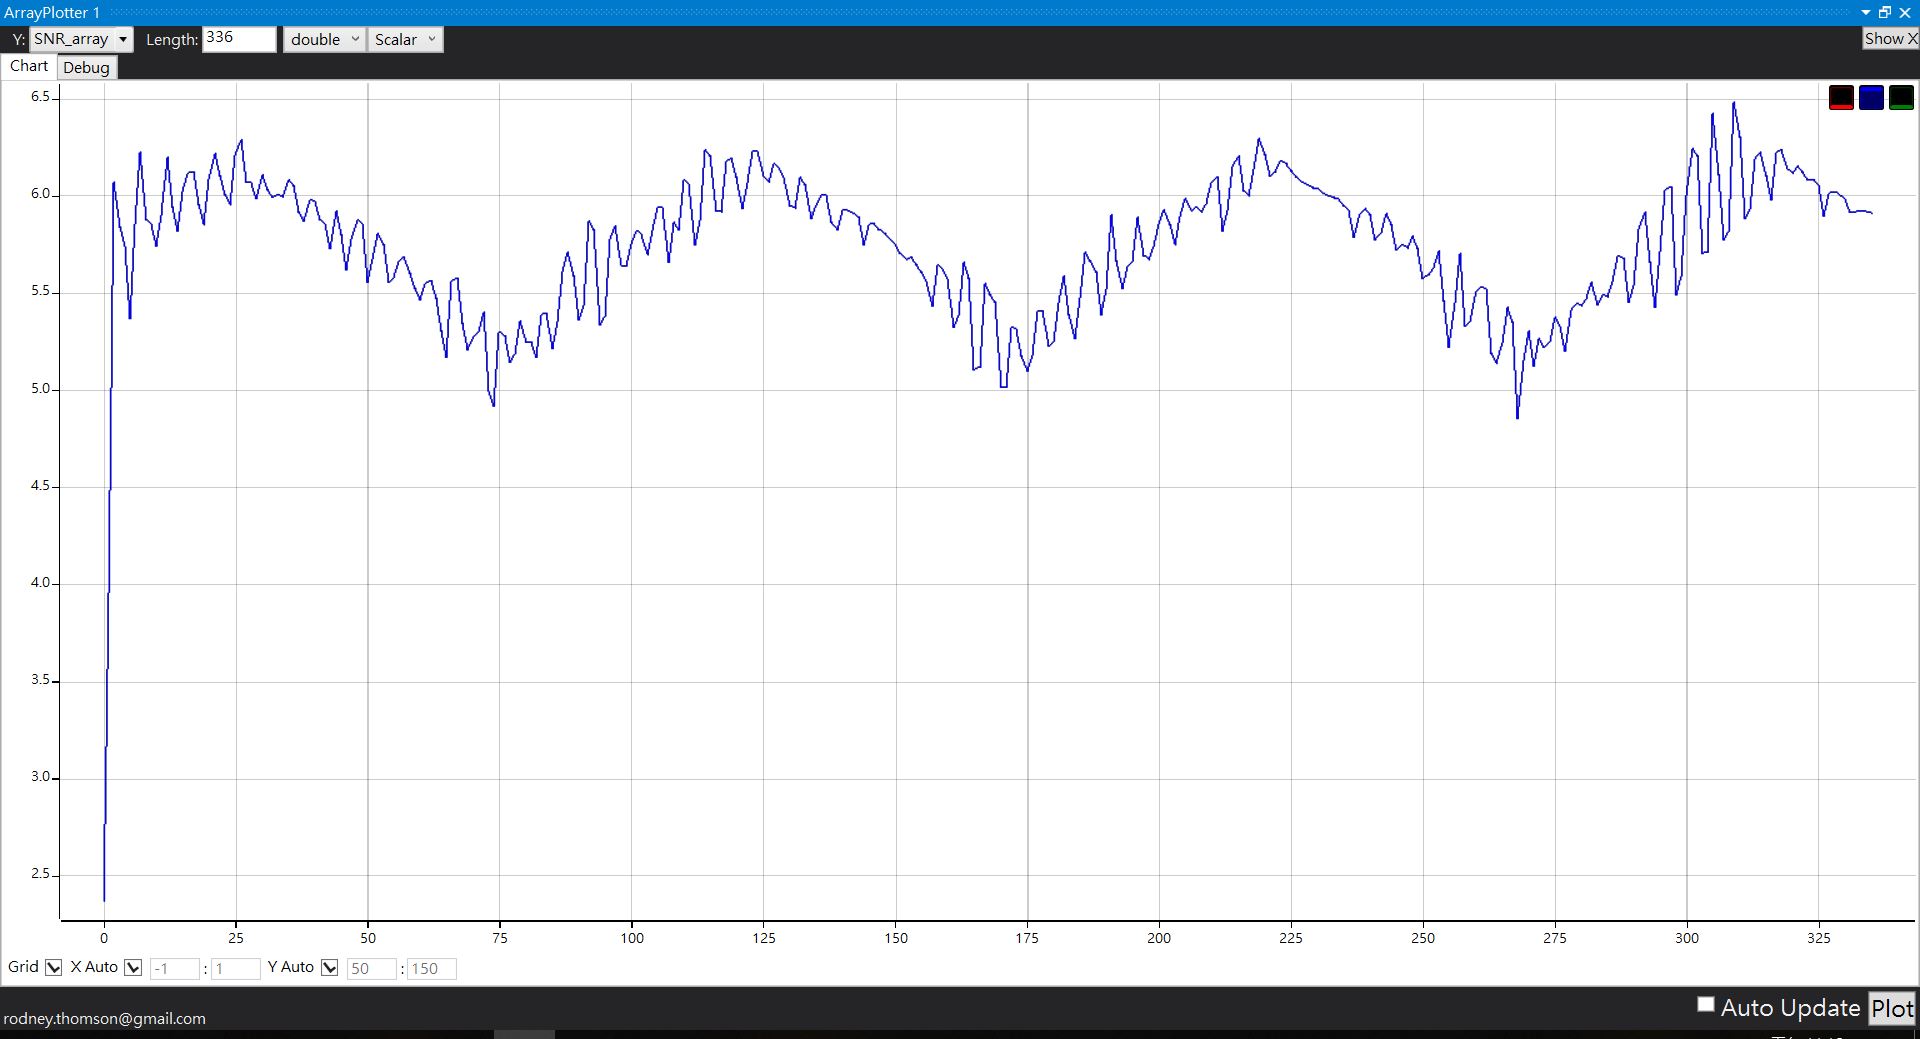 ArrayPlotter 1
Y: SNR_array Length: 336 double Scalar Show X
Chart Debug
6.5
6.0
5.5
5.0
4.5
4.0
3.5
3.0
2.5
0 25 50 75 100 125 150 175 200 225 250 275 300 325
Grid X Auto -1 : 1 Y Auto 50 : 150
Auto Update Plot
rodney.thomson@gmail.com